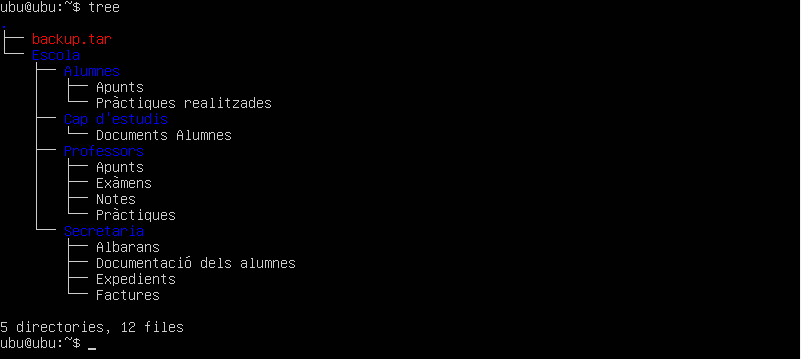 ubu@ubu:~$ tree
.
├── backup.tar
└── Escola
    ├── Alumnes
    │   ├── Apunts
    │   └── Pràctiques realitzades
    ├── Cap d'estudis
    │   └── Documents Alumnes
    ├── Professors
    │   ├── Apunts
    │   ├── Exàmens
    │   ├── Notes
    │   └── Pràctiques
    └── Secretaria
        ├── Albarans
        ├── Documentació dels alumnes
        ├── Expedients
        └── Factures
5 directories, 12 files
ubu@ubu:~$ _